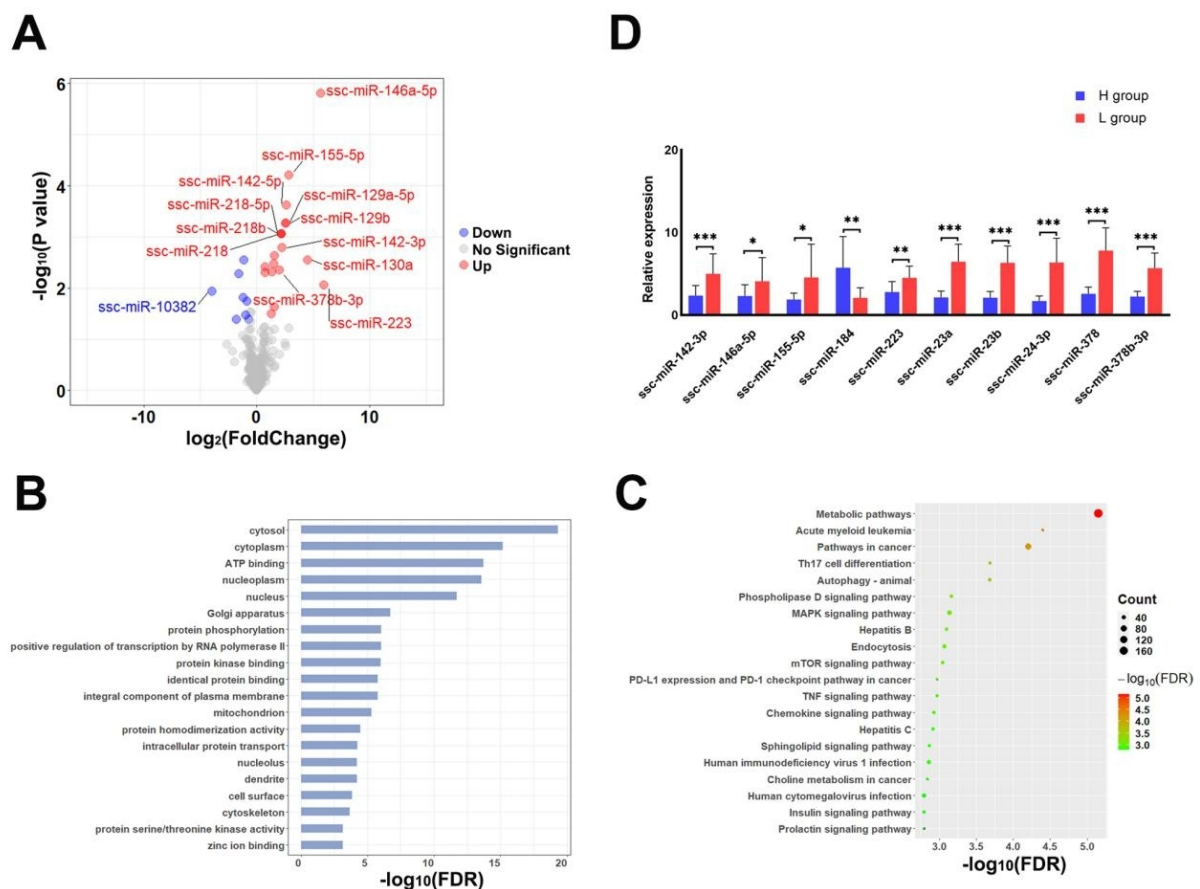 A
6
4
2
0
-10
0
10
-log10(P value)
log2(FoldChange)
ssc-miR-146a-5p
ssc-miR-155-5p
ssc-miR-142-5p
ssc-miR-129a-5p
ssc-miR-218-5p
ssc-miR-129b
ssc-miR-218b
ssc-miR-142-3p
ssc-miR-218
ssc-miR-130a
ssc-miR-378b-3p
ssc-miR-10382
ssc-miR-223
Down
No Significant
Up
D
H group
L group
Relative expression
20
10
0
***
*
*
**
**
***
***
***
***
***
ssc-miR-142-3p
ssc-miR-146a-5p
ssc-miR-155-5p
ssc-miR-184
ssc-miR-223
ssc-miR-23a
ssc-miR-23b
ssc-miR-24-3p
ssc-miR-378
ssc-miR-378b-3p
B
cytosol
cytoplasm
ATP binding
nucleoplasm
nucleus
Golgi apparatus
protein phosphorylation
positive regulation of transcription by RNA polymerase II
protein kinase binding
identical protein binding
integral component of plasma membrane
mitochondrion
protein homodimerization activity
intracellular protein transport
nucleolus
dendrite
cell surface
cytoskeleton
protein serine/threonine kinase activity
zinc ion binding
0 5 10 15 20
-log10(FDR)
C
Metabolic pathways
Acute myeloid leukemia
Pathways in cancer
Th17 cell differentiation
Autophagy - animal
Phospholipase D signaling pathway
MAPK signaling pathway
Hepatitis B
Endocytosis
mTOR signaling pathway
PD-L1 expression and PD-1 checkpoint pathway in cancer
TNF signaling pathway
Chemokine signaling pathway
Hepatitis C
Sphingolipid signaling pathway
Human immunodeficiency virus 1 infection
Choline metabolism in cancer
Human cytomegalovirus infection
Insulin signaling pathway
Prolactin signaling pathway
3.0 3.5 4.0 4.5 5.0
-log10(FDR)
Count
40
80
120
160
−log10(FDR)
5.0
4.5
4.0
3.5
3.0